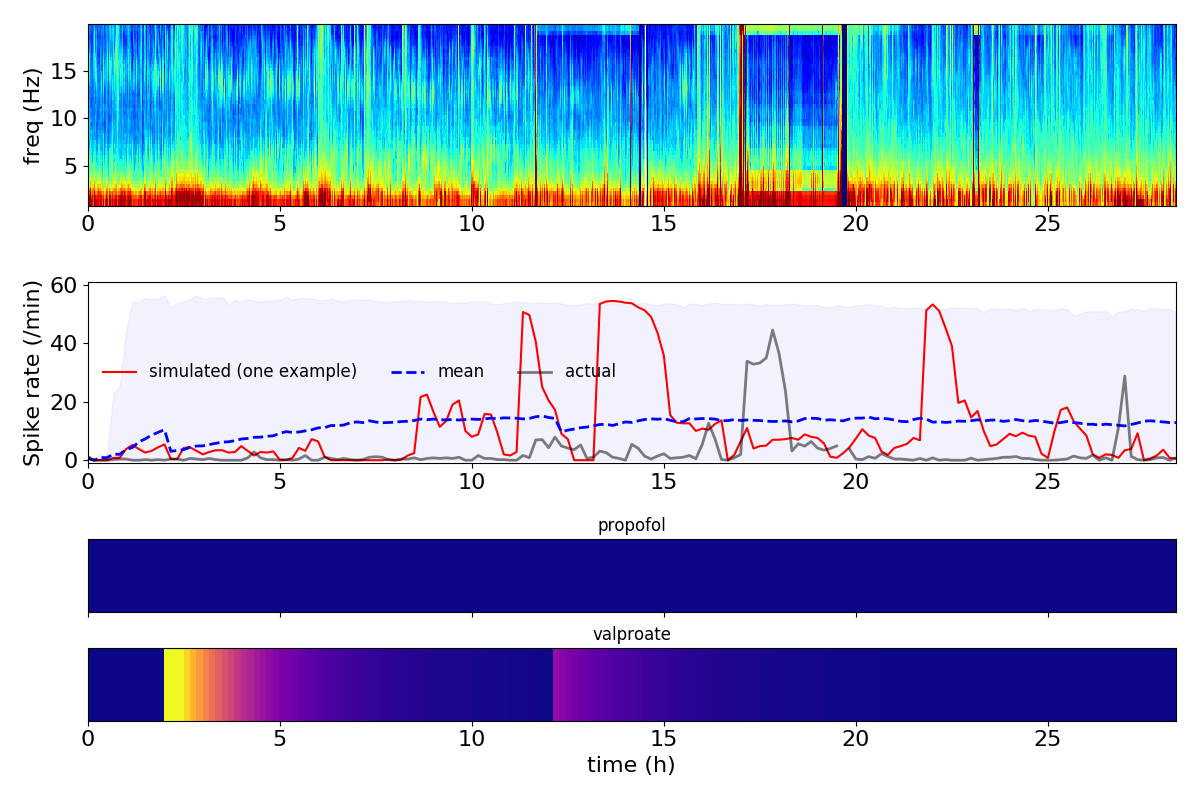 freq (Hz)
15
10
5
0 5 10 15 20 25
Spike rate (/min)
60
40
20
0
simulated (one example) mean actual
0 5 10 15 20 25
propofol
valproate
0 5 10 15 20 25
time (h)